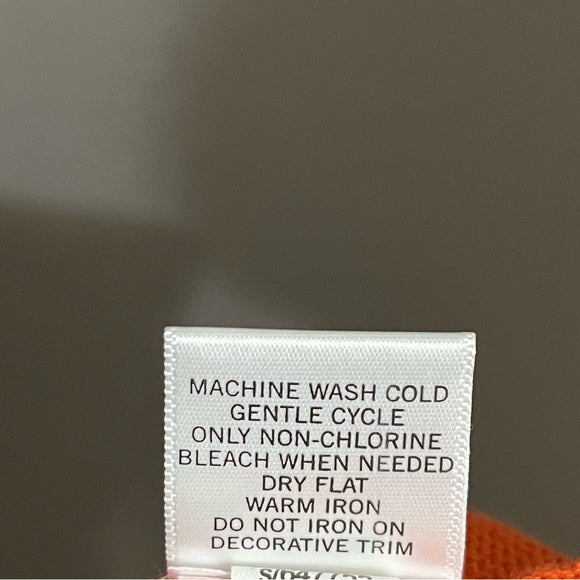 MACHINE WASH COLD
GENTLE CYCLE
ONLY NON-CHLORINE
BLEACH WHEN NEEDED
DRY FLAT
WARM IRON
DO NOT IRON ON
DECORATIVE TRIM